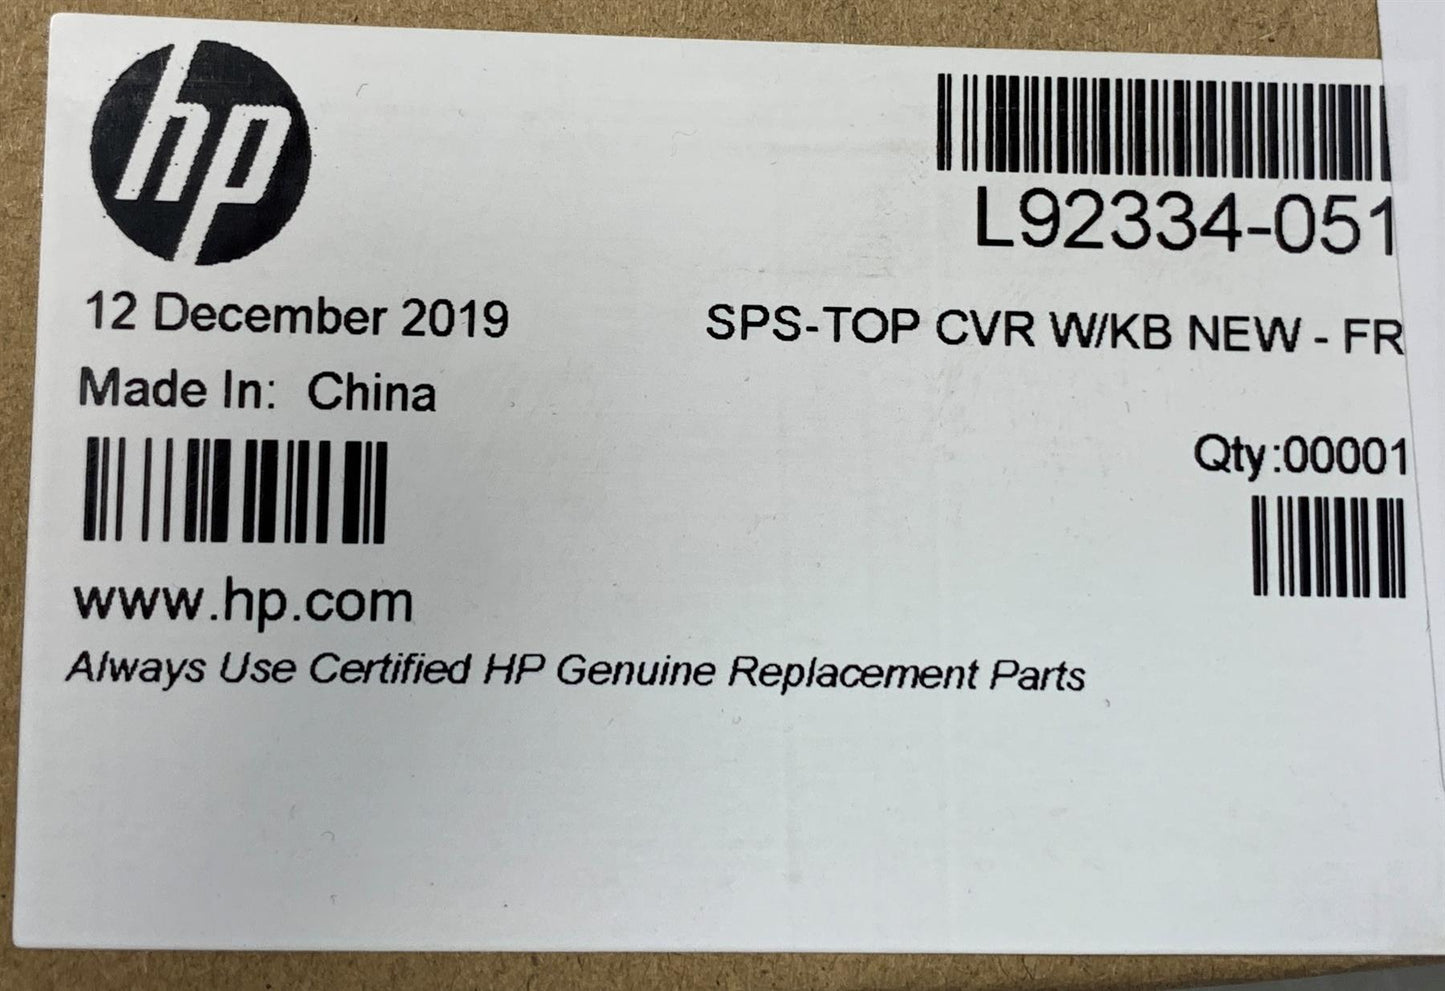 hp
L92334-051
12 December 2019
SPS-TOP CVR W/KB NEW - FR
Made In: China
Qty:00001
www.hp.com
Always Use Certified HP Genuine Replacement Parts